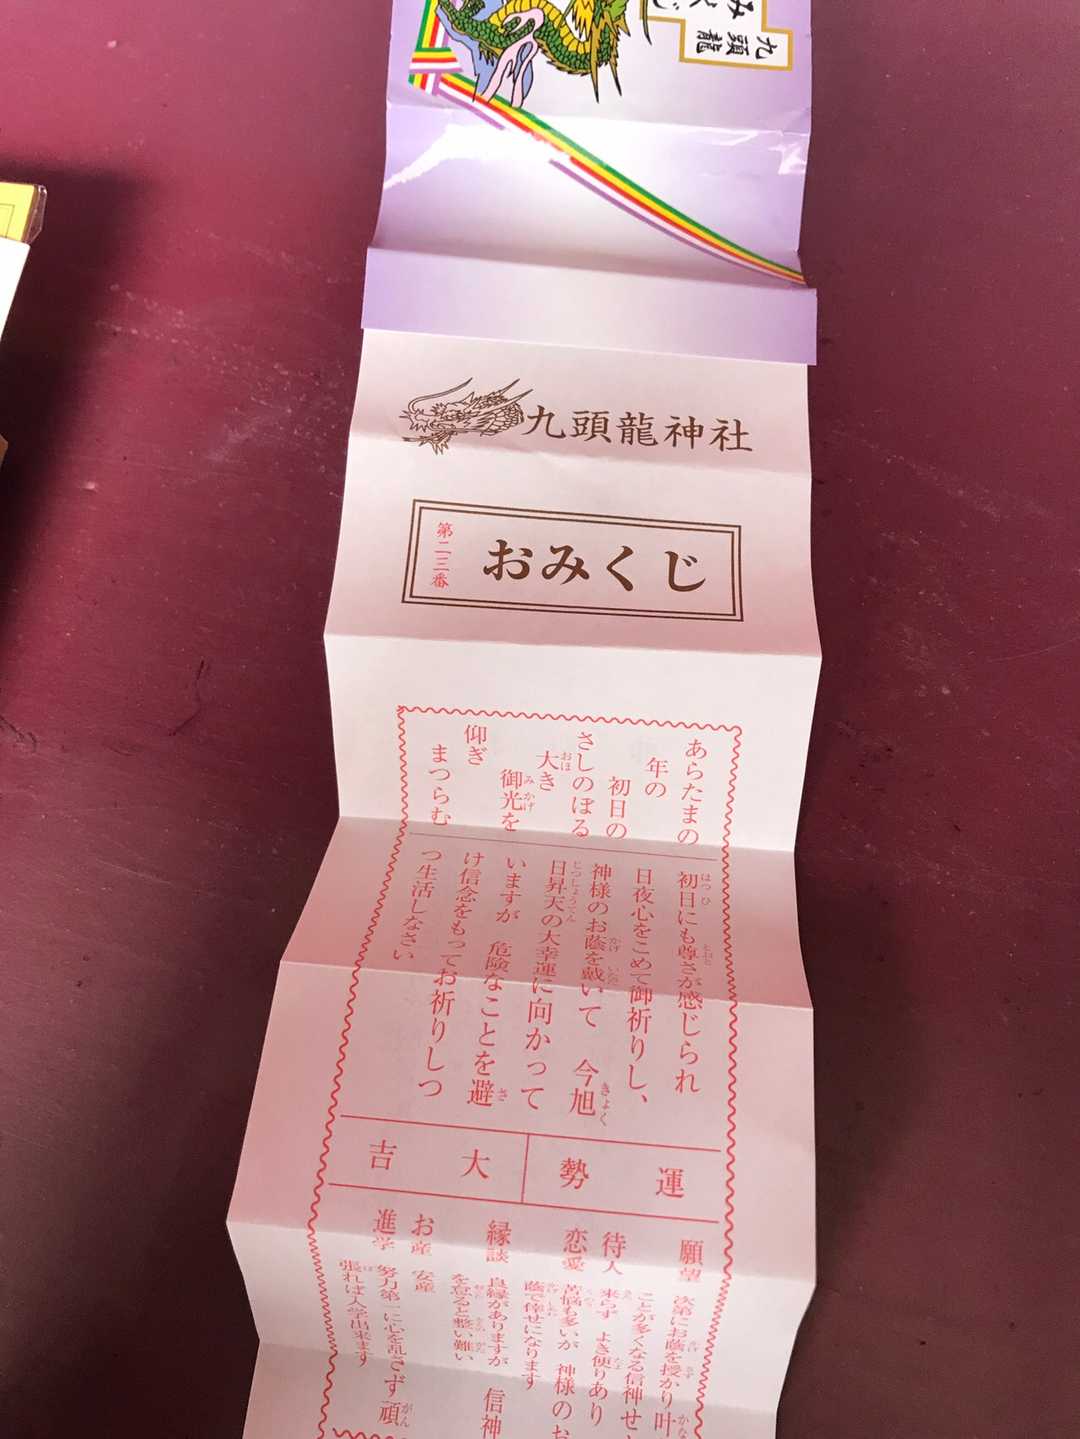 九頭龍
九頭龍神社
おみくじ
第二三番
あらたまの
年の
初日の
さしのぼる
大き
御光を
仰ぎ
まつらむ
初日にも尊さが感じられ
日夜心をこめて御祈りし、
神様のお蔭を戴いて 今旭
日昇天の大幸運に向かって
いますが 危険なことを避
け信念をもってお祈りしつ
つ生活しなさい
運勢
大吉
願望 次第にお蔭を授かり叶
ことが多くなる信神せ
待人 来らず よき便りあり
恋愛 苦悩も多いが 神様のお
蔭で倖せになります
縁談 良縁がありますが 信神
を怠ると整い難い
お産 安産
進学 努力第一に心を乱さず頑
張れば入学出来ます